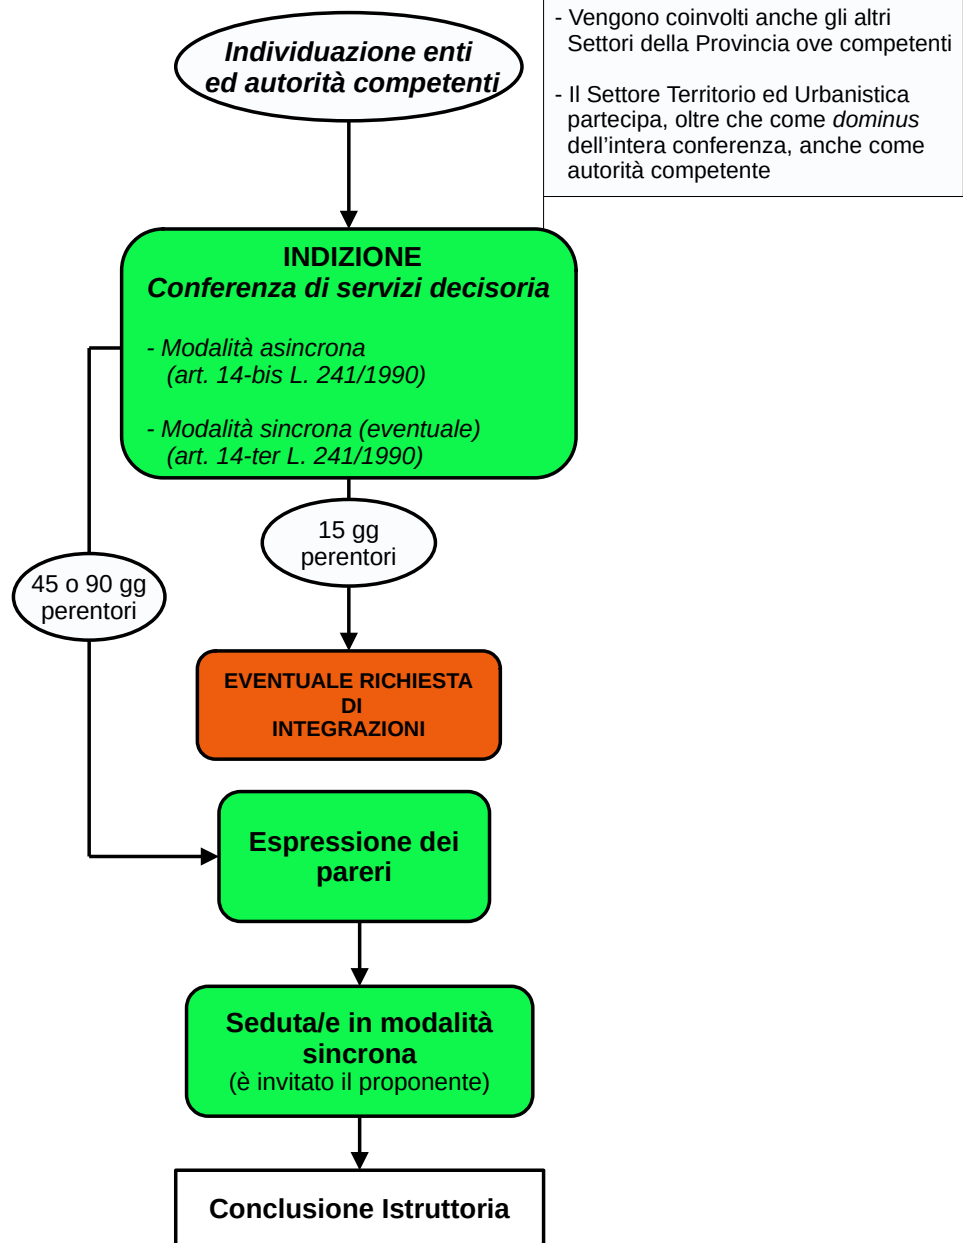 Individuazione enti
ed autorità competenti
- Vengono coinvolti anche gli altri
Settori della Provincia ove competenti
- Il Settore Territorio ed Urbanistica
partecipa, oltre che come dominus
dell'intera conferenza, anche come
autorità competente
INDIZIONE
Conferenza di servizi decisoria
- Modalità asincrona
(art. 14-bis L. 241/1990)
- Modalità sincrona (eventuale)
(art. 14-ter L. 241/1990)
15 gg
perentori
45 o 90 gg
perentori
EVENTUALE RICHIESTA
DI
INTEGRAZIONI
Espressione dei
pareri
Seduta/e in modalità
sincrona
(è invitato il proponente)
Conclusione Istruttoria